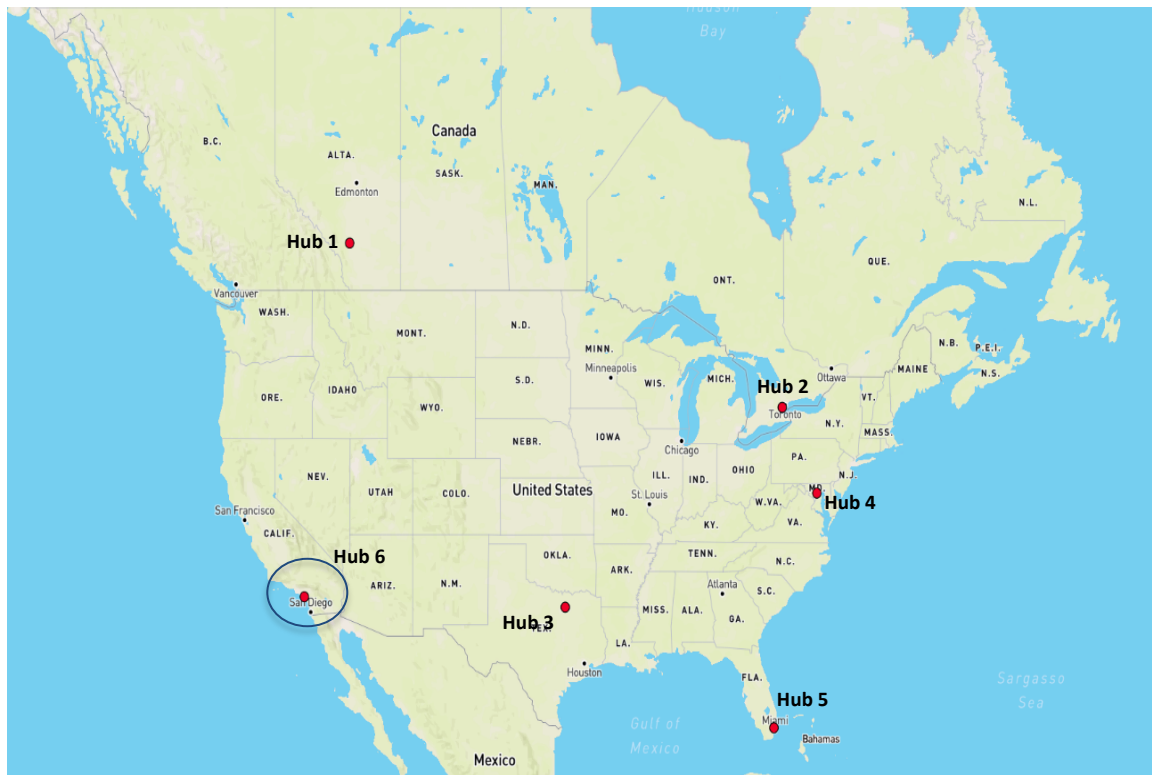 Hudson
Bay
Canada
B.C.
ALTA.
SASK.
MAN.
Edmonton
N.L.
Hub 1
QUE.
ONT.
Vancouver
WASH.
N.D.
MONT.
N.B.
P.E.I.
MINN.
Minneapolis
WIS.
MICH.
Ottawa
MAINE
N.S.
S.D.
Hub 2
IDAHO
ORE.
WYO.
VT.
Toronto
N.Y.
MASS.
IOWA
NEBR.
Chicago
PA.
NEV.
ILL.
IND.
OHIO
N.J.
UTAH
COLO.
United States
St. Louis
MD.
Hub 4
W.VA.
San Francisco
MO.
KY.
VA.
CALIF.
Hub 6
OKLA.
TENN.
N.C.
ARIZ.
N.M.
ARK.
Atlanta
S.C.
San Diego
MISS.
ALA.
GA.
Hub 3
TEX.
LA.
Houston
FLA.
Sargasso
Sea
Hub 5
Miami
Gulf of
Mexico
Bahamas
Mexico